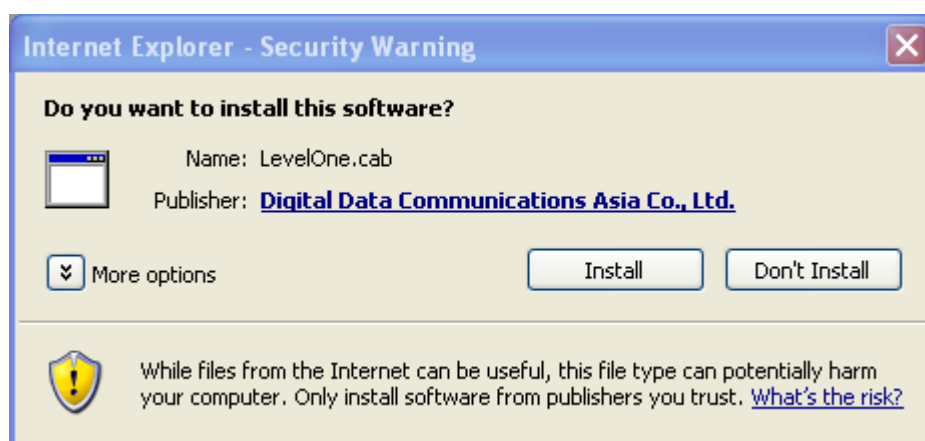 Internet Explorer - Security Warning
Do you want to install this software?
Name: LevelOne.cab
Publisher: Digital Data Communications Asia Co., Ltd.
More options
Install
Don't Install
While files from the Internet can be useful, this file type can potentially harm
your computer. Only install software from publishers you trust. What's the risk?